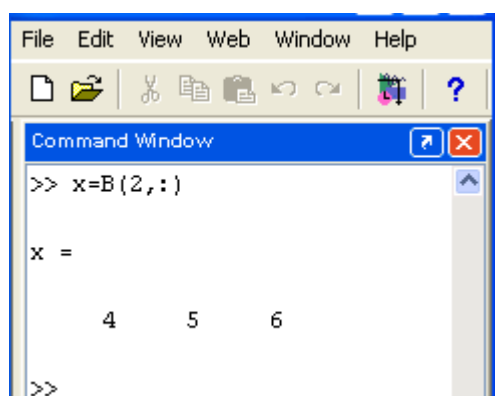 File Edit View Web Window Help
?
Command Window
>> x=B(2,:)
x =
4 5 6
>>